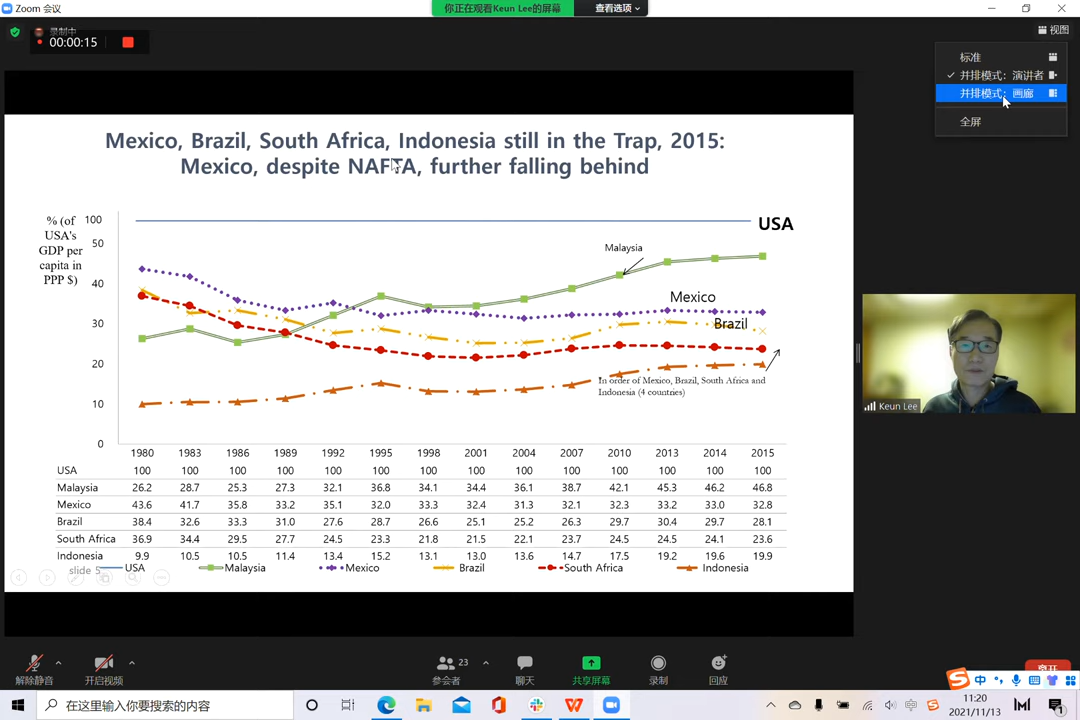 Zoom 会议
你正在观看Keun Lee的屏幕
查看选项
录制中
00:00:15
视图
标准
并排模式：演讲者
并排模式：画廊
全屏
Mexico, Brazil, South Africa, Indonesia still in the Trap, 2015:
Mexico, despite NAFTA, further falling behind
% (of
USA's
GDP per
capita in
PPP $)
100
50
40
30
20
10
0
USA
Malaysia
Mexico
Brazil
In order of Mexico, Brazil, South Africa and
Indonesia (4 countries)
1980 1983 1986 1989 1992 1995 1998 2001 2004 2007 2010 2013 2014 2015
USA 100 100 100 100 100 100 100 100 100 100 100 100 100 100
Malaysia 26.2 28.7 25.3 27.3 32.1 36.8 34.1 34.4 36.1 38.7 42.1 45.3 46.2 46.8
Mexico 43.6 41.7 35.8 33.2 35.1 32.0 33.3 32.4 31.3 32.1 32.3 33.2 33.0 32.8
Brazil 38.4 32.6 33.3 31.0 27.6 28.7 26.6 25.1 25.2 26.3 29.7 30.4 29.7 28.1
South Africa 36.9 34.4 29.5 27.7 24.5 23.3 21.8 21.5 22.1 23.7 24.5 24.5 24.1 23.6
Indonesia 9.9 10.5 10.5 11.4 13.4 15.2 13.1 13.0 13.6 14.7 17.5 19.2 19.6 19.9
slide 5
USA Malaysia Mexico Brazil South Africa Indonesia
Keun Lee
解除静音
开启视频
23
参会者
聊天
共享屏幕
录制
回应
离开
中
在这里输入你要搜索的内容
中
11:20
2021/11/13
1